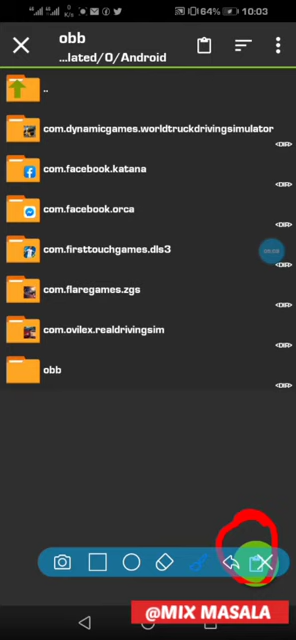 0
K/s
64%
10:03
obb
...lated/0/Android
..
com.dynamicgames.worldtruckdrivingsimulator
<DIR>
com.facebook.katana
<DIR>
com.facebook.orca
<DIR>
com.firsttouchgames.dls3
<DIR>
com.flaregames.zgs
<DIR>
com.ovilex.realdrivingsim
<DIR>
obb
<DIR>
@MIX MASALA